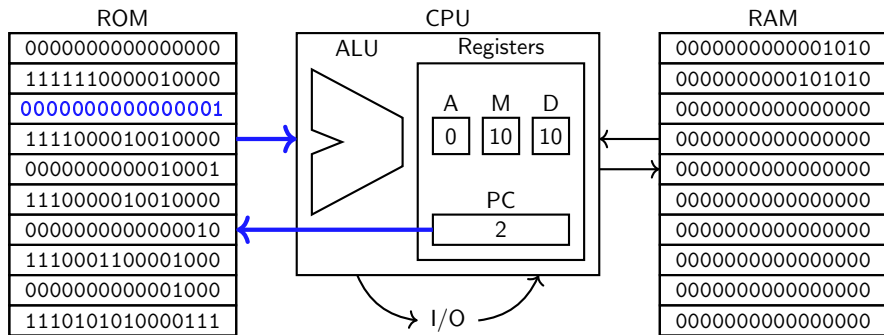 ROM
0000000000000000
1111110000010000
0000000000000001
1111000010010000
0000000000010001
1110000010010000
0000000000000010
1110001100001000
0000000000001000
1110101010000111
CPU
ALU
Registers
A M D
0 10 10
PC
2
I/O
RAM
0000000000001010
0000000000101010
0000000000000000
0000000000000000
0000000000000000
0000000000000000
0000000000000000
0000000000000000
0000000000000000
0000000000000000